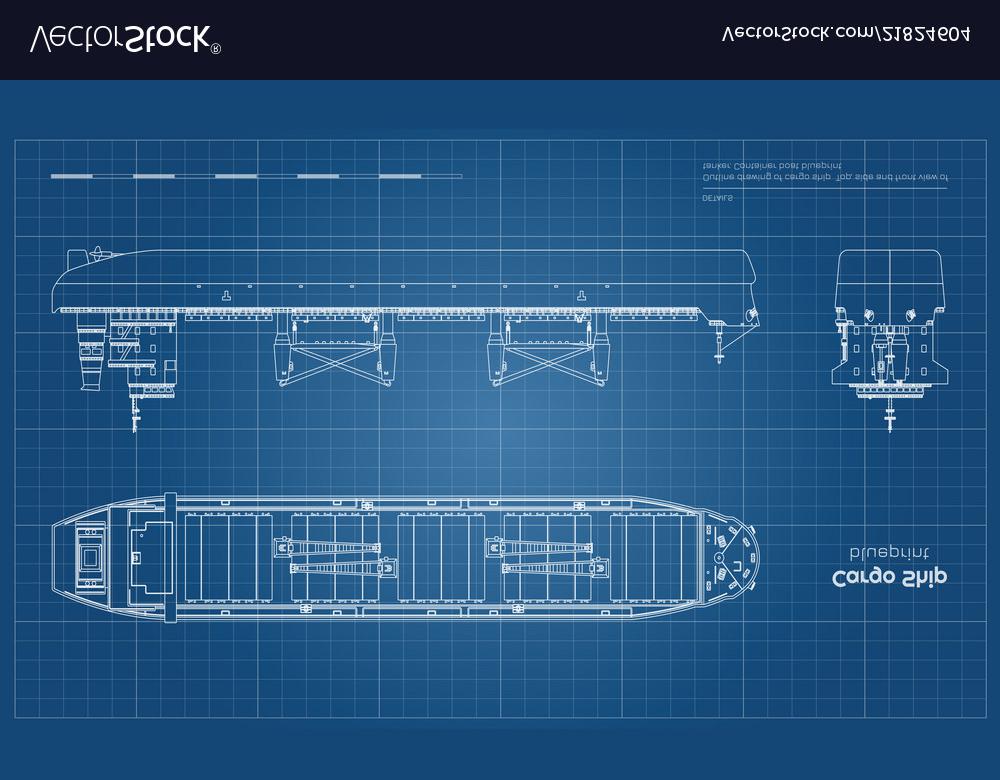 Cargo Ship
blueprint
DETAILS
Outline drawing of cargo ship. Top, side and front view of
tanker. Container boat blueprint
VectorStock®
VectorStock.com/21824604